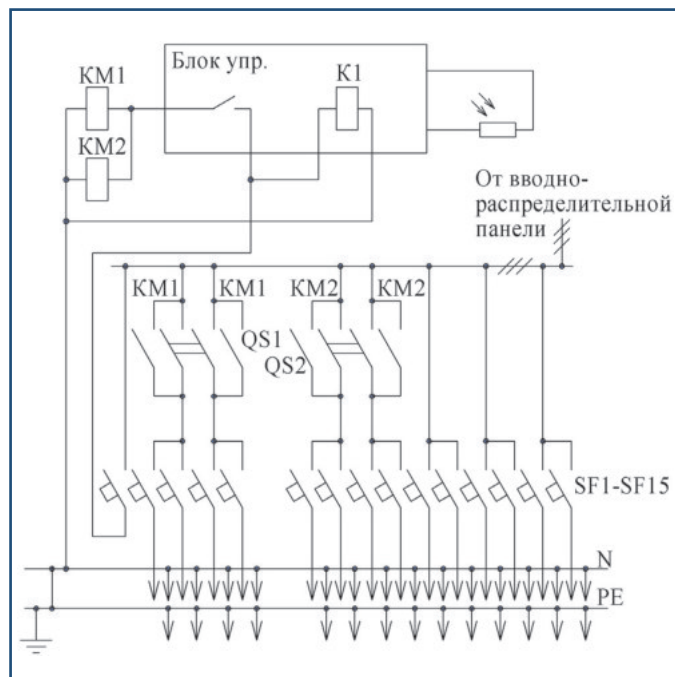 Блок упр.
КМ1
К1
КМ2
От вводно-
распределительной
панели
КМ1
КМ1
КМ2
КМ2
QS1
QS2
SF1-SF15
N
PE